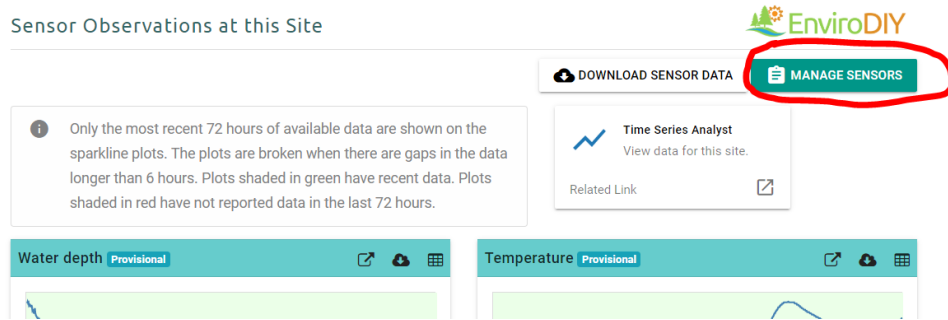 Sensor Observations at this Site
EnviroDIY
DOWNLOAD SENSOR DATA
MANAGE SENSORS
Only the most recent 72 hours of available data are shown on the
sparkline plots. The plots are broken when there are gaps in the data
longer than 6 hours. Plots shaded in green have recent data. Plots
shaded in red have not reported data in the last 72 hours.
Time Series Analyst
View data for this site.
Related Link
Water depth Provisional
Temperature Provisional